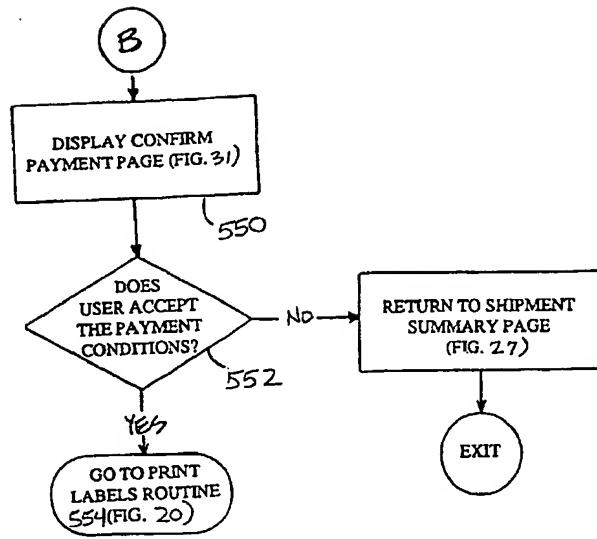 B
DISPLAY CONFIRM
PAYMENT PAGE (FIG. 31)
550
DOES
USER ACCEPT
THE PAYMENT
CONDITIONS?
552
NO
RETURN TO SHIPMENT
SUMMARY PAGE
(FIG. 27)
EXIT
YES
GO TO PRINT
LABELS ROUTINE
554(FIG. 20)